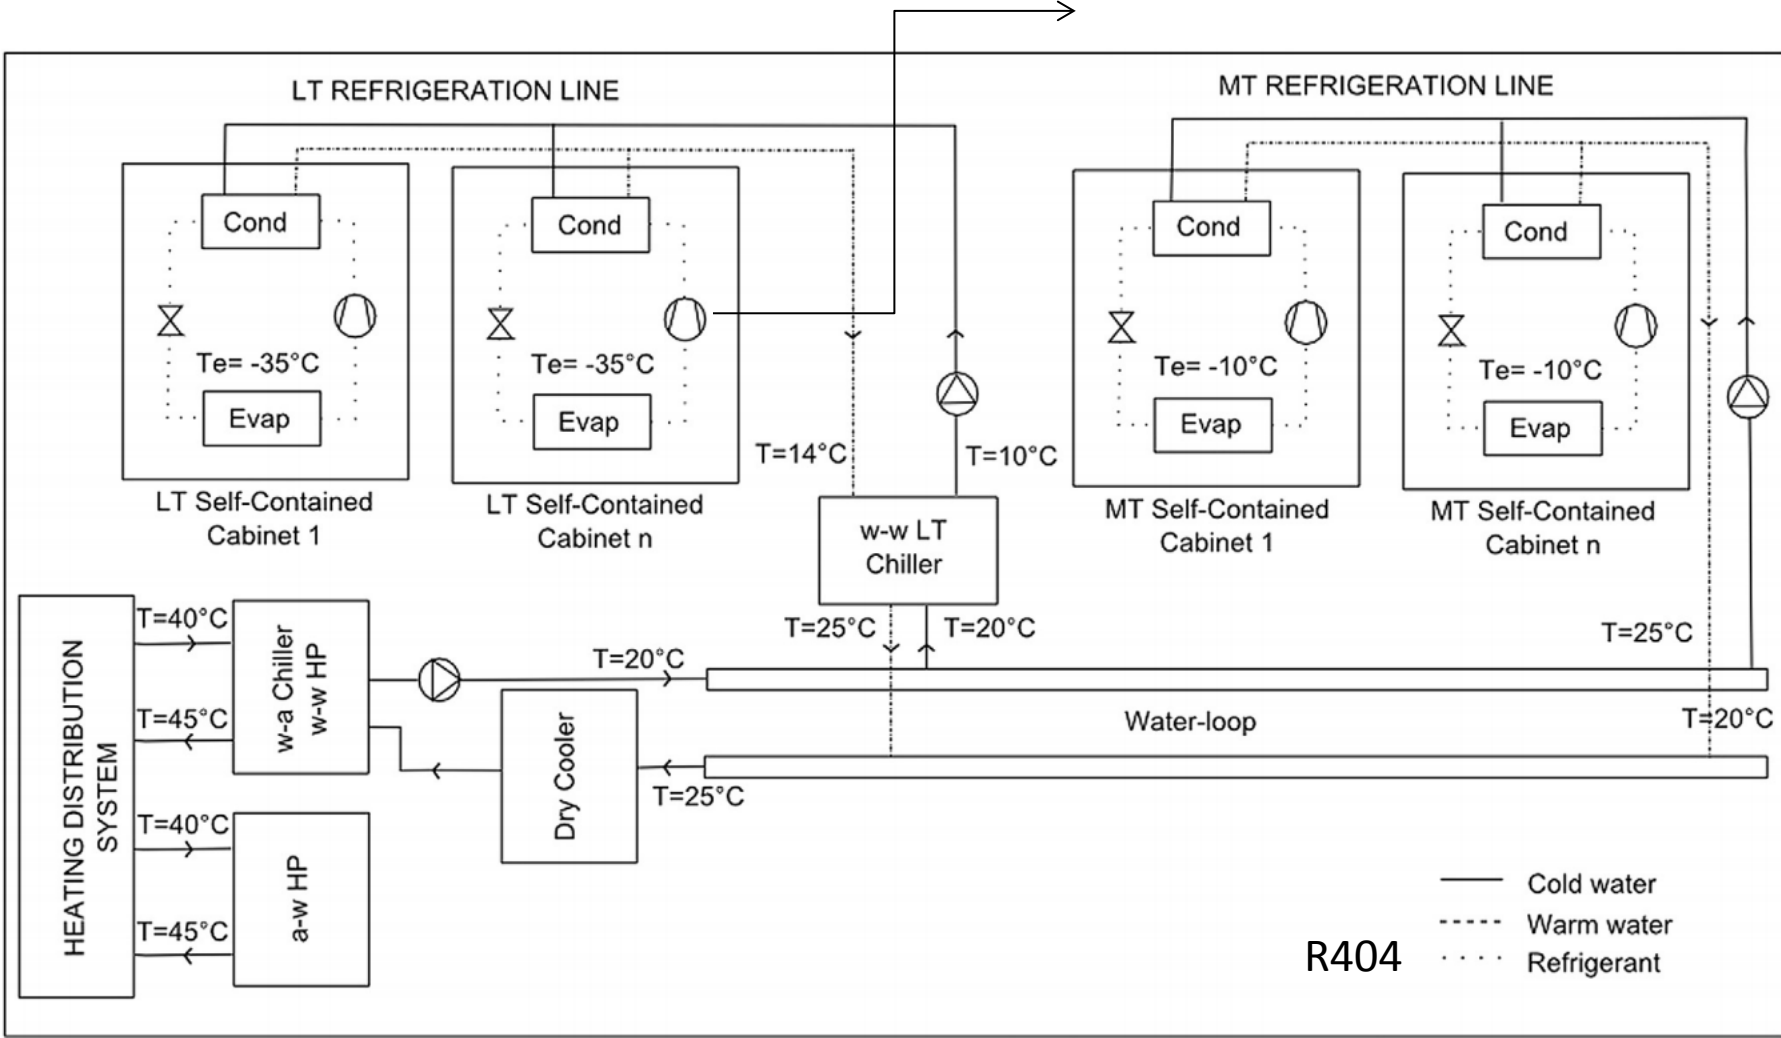 LT REFRIGERATION LINE
MT REFRIGERATION LINE
Cond
Cond
Cond
Cond
Te= -35°C
Te= -35°C
Te= -10°C
Te= -10°C
Evap
Evap
Evap
Evap
LT Self-Contained
Cabinet 1
LT Self-Contained
Cabinet n
T=14°C
T=10°C
MT Self-Contained
Cabinet 1
MT Self-Contained
Cabinet n
w-w LT
Chiller
T=25°C
T=20°C
T=25°C
T=20°C
HEATING DISTRIBUTION
SYSTEM
T=40°C
T=45°C
w-a Chiller
w-w HP
T=20°C
Water-loop
Dry Cooler
T=25°C
T=40°C
T=45°C
a-w HP
R404
Cold water
Warm water
Refrigerant